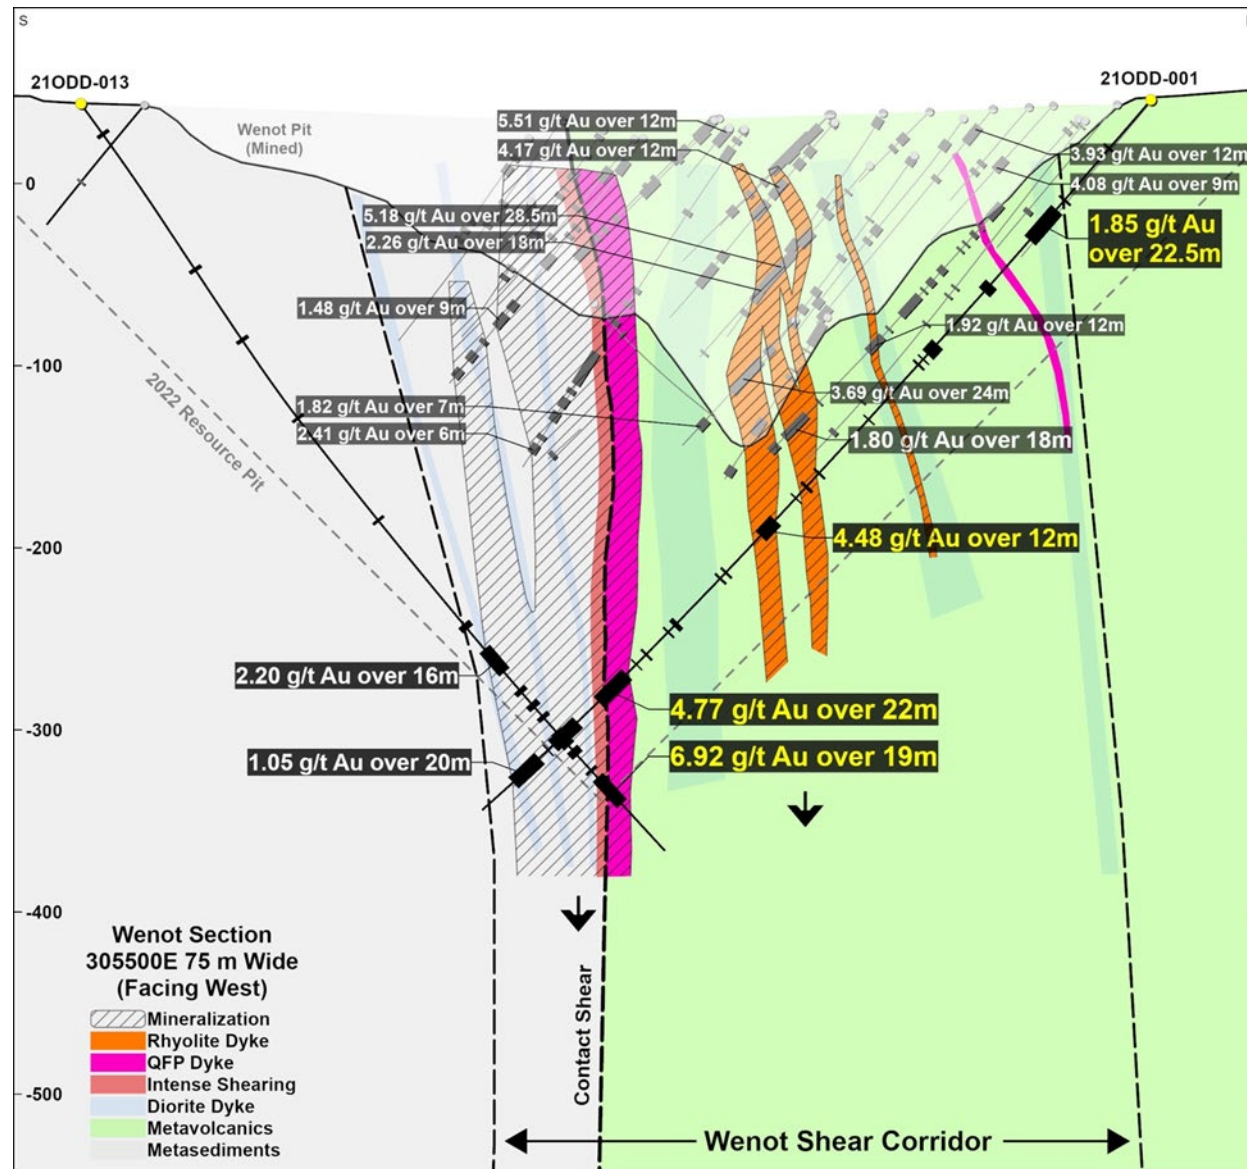 S
21ODD-013
21ODD-001
Wenot Pit
(Mined)
5.51 g/t Au over 12m
4.17 g/t Au over 12m
3.93 g/t Au over 12m
4.08 g/t Au over 9m
0
5.18 g/t Au over 28.5m
2.26 g/t Au over 18m
1.85 g/t Au
over 22.5m
1.48 g/t Au over 9m
1.92 g/t Au over 12m
-100
2022 Resource Pit
3.69 g/t Au over 24m
1.82 g/t Au over 7m
2.41 g/t Au over 6m
1.80 g/t Au over 18m
-200
4.48 g/t Au over 12m
2.20 g/t Au over 16m
4.77 g/t Au over 22m
-300
1.05 g/t Au over 20m
6.92 g/t Au over 19m
-400
Wenot Section
305500E 75 m Wide
(Facing West)
Mineralization
Rhyolite Dyke
QFP Dyke
Intense Shearing
Diorite Dyke
Metavolcanics
Metasediments
-500
Contact Shear
Wenot Shear Corridor